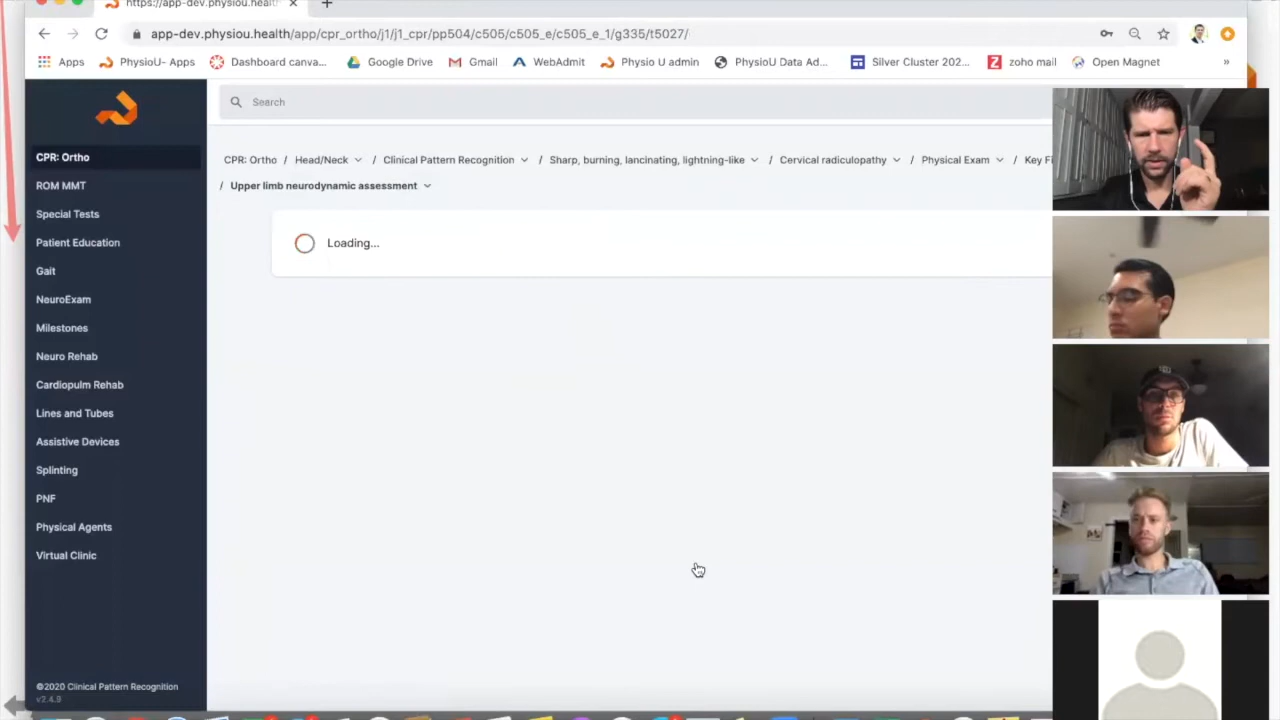 https://app-dev.physiou.health
app-dev.physiou.health/app/cpr_ortho/j1/j1_cpr/pp504/c505/c505_e/c505_e_1/g335/t5027/
Apps PhysioU- Apps Dashboard canva... Google Drive Gmail WebAdmit Physio U admin PhysioU Data Ad... Silver Cluster 202... zoho mail Open Magnet »
Search
CPR: Ortho
ROM MMT
Special Tests
Patient Education
Gait
NeuroExam
Milestones
Neuro Rehab
Cardiopulm Rehab
Lines and Tubes
Assistive Devices
Splinting
PNF
Physical Agents
Virtual Clinic
©2020 Clinical Pattern Recognition
v2.4.9
CPR: Ortho / Head/Neck / Clinical Pattern Recognition / Sharp, burning, lancinating, lightning-like / Cervical radiculopathy / Physical Exam / Key Fi
/ Upper limb neurodynamic assessment
Loading...